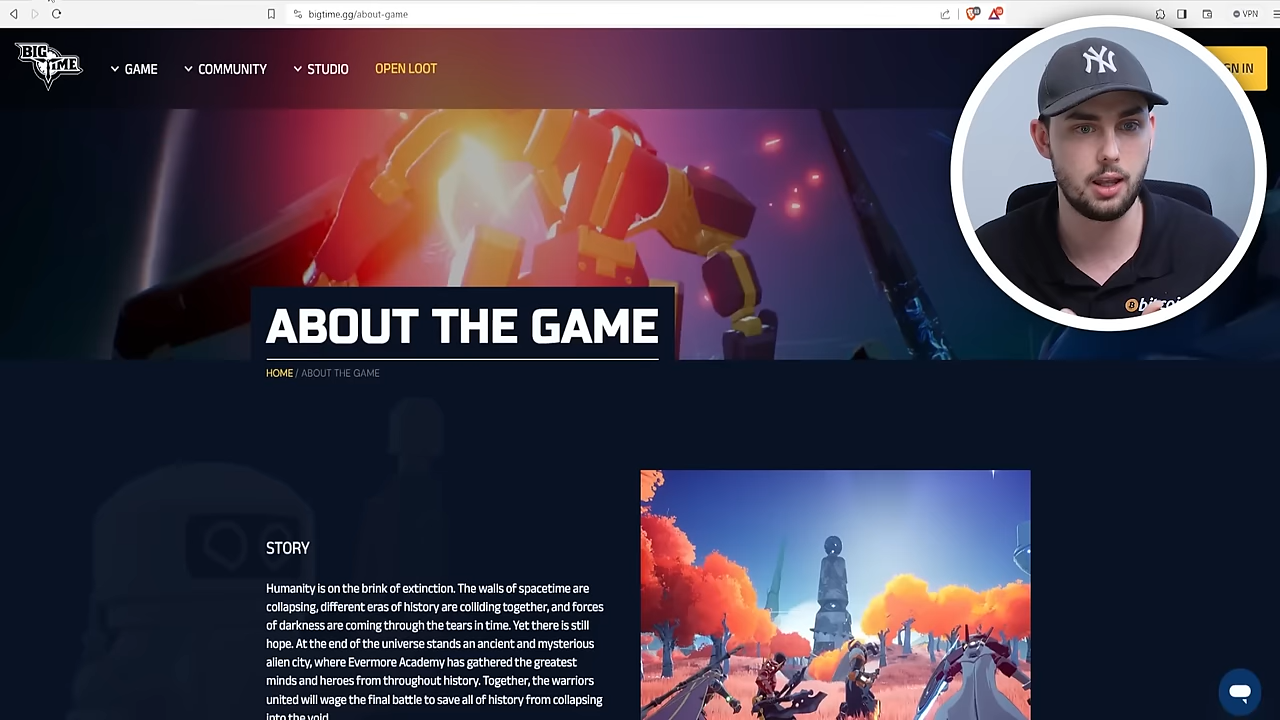 bigtime.gg/about-game
VPN
BIG
TIME
GAME
COMMUNITY
STUDIO
OPEN LOOT
GN IN
NY
ABOUT THE GAME
HOME / ABOUT THE GAME
STORY
Humanity is on the brink of extinction. The walls of spacetime are
collapsing, different eras of history are colliding together, and forces
of darkness are coming through the tears in time. Yet there is still
hope. At the end of the universe stands an ancient and mysterious
alien city, where Evermore Academy has gathered the greatest
minds and heroes from throughout history. Together, the warriors
united will wage the final battle to save all of history from collapsing
into the void.